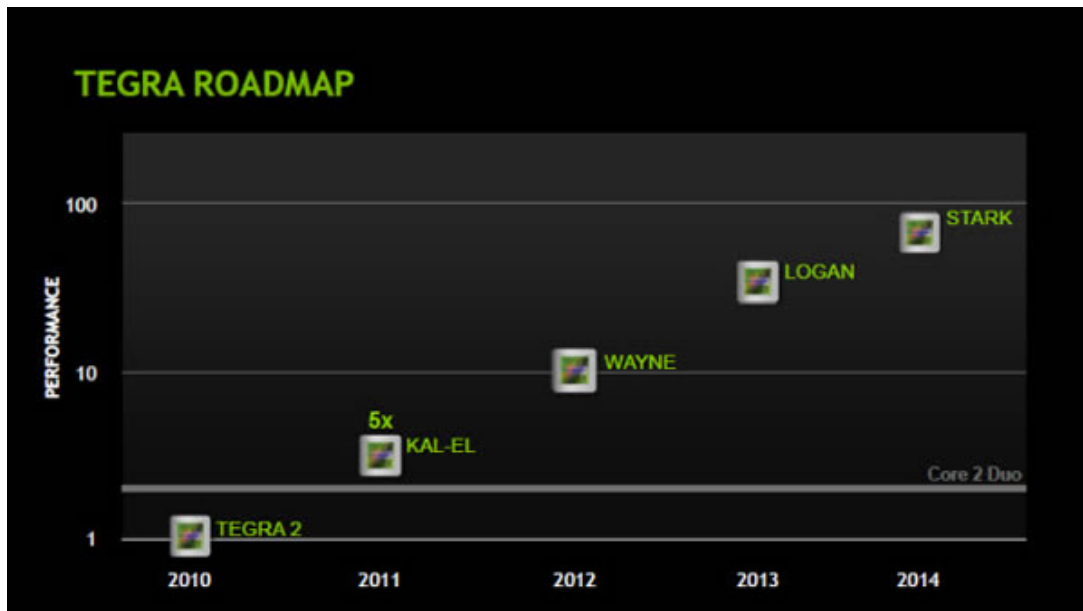 TEGRA ROADMAP
100
STARK
LOGAN
PERFORMANCE
WAYNE
10
5x
KAL-EL
Core 2 Duo
TEGRA 2
1
2010 2011 2012 2013 2014